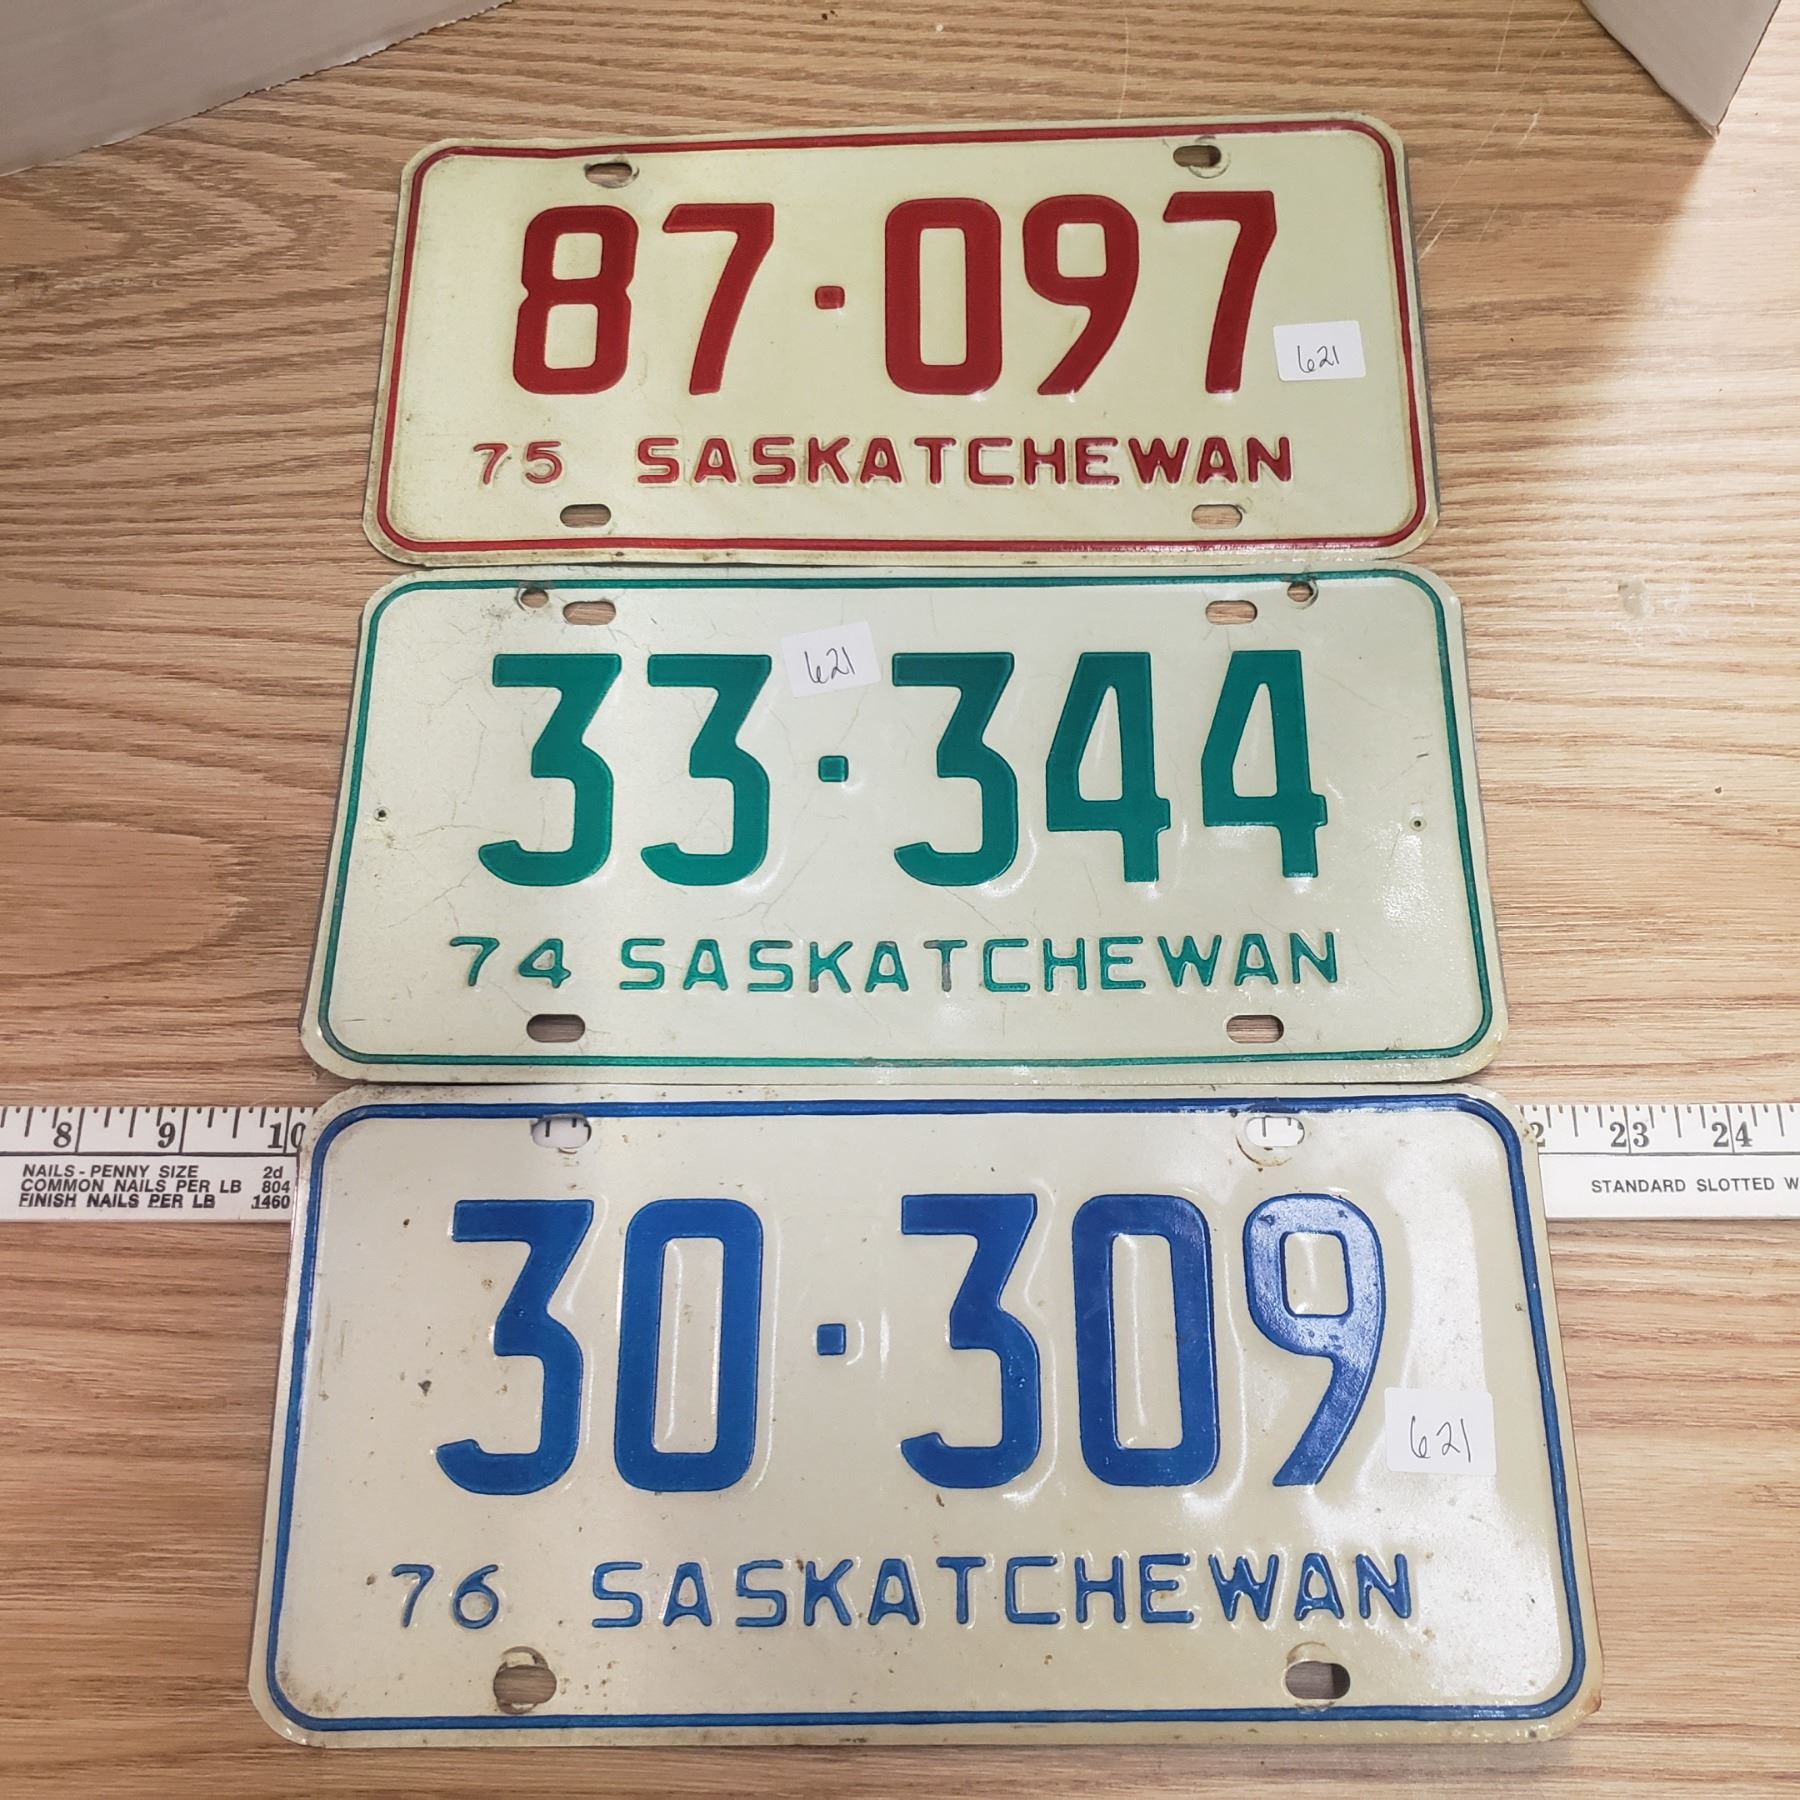 87·097
621
75 SASKATCHEWAN
621
33·344
74 SASKATCHEWAN
8 9 10
23 24
NAILS - PENNY SIZE 2d
COMMON NAILS PER LB 804
FINISH NAILS PER LB 1460
STANDARD SLOTTED W
30·309
621
76 SASKATCHEWAN